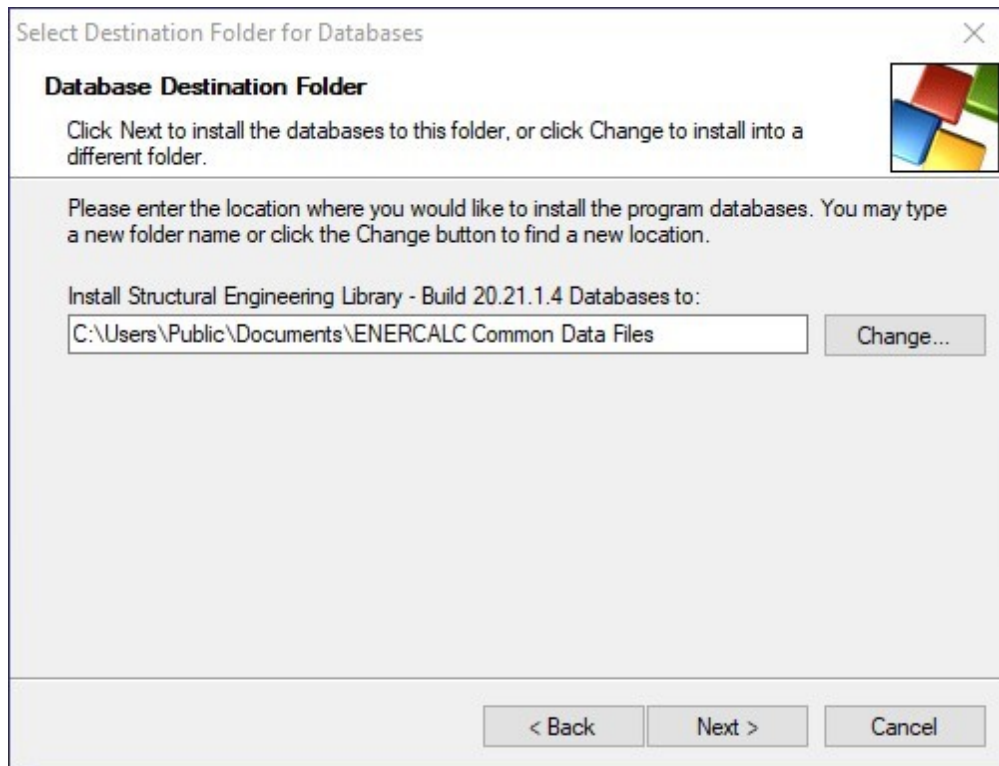 Select Destination Folder for Databases
Database Destination Folder
Click Next to install the databases to this folder, or click Change to install into a
different folder.
Please enter the location where you would like to install the program databases. You may type
a new folder name or click the Change button to find a new location.
Install Structural Engineering Library - Build 20.21.1.4 Databases to:
C:\Users\Public\Documents\ENERCALC Common Data Files
Change...
< Back
Next >
Cancel